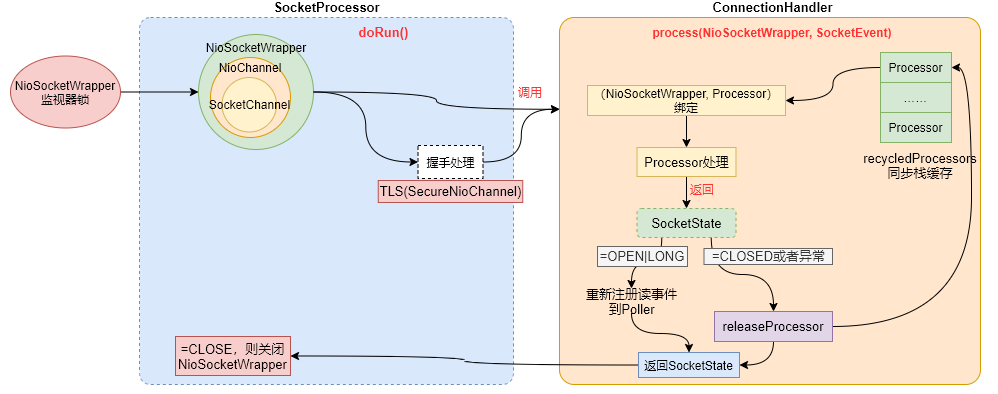 SocketProcessor
doRun()
NioSocketWrapper
监视器锁
NioSocketWrapper
NioChannel
SocketChannel
握手处理
TLS(SecureNioChannel)
调用
ConnectionHandler
process(NioSocketWrapper, SocketEvent)
（NioSocketWrapper, Processor）
绑定
Processor处理
返回
SocketState
=OPEN|LONG
=CLOSED或者异常
重新注册读事件
到Poller
releaseProcessor
返回SocketState
Processor
……
Processor
recycledProcessors
同步栈缓存
=CLOSE，则关闭
NioSocketWrapper